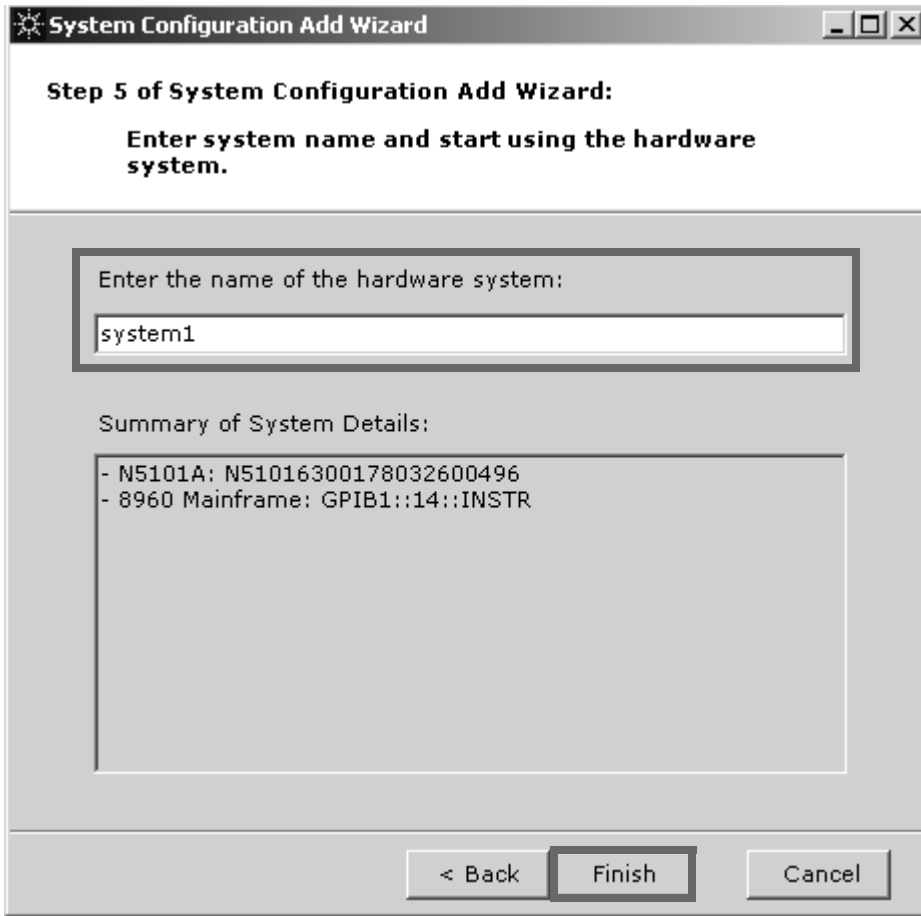 System Configuration Add Wizard
Step 5 of System Configuration Add Wizard:
Enter system name and start using the hardware
system.
Enter the name of the hardware system:
system1
Summary of System Details:
- N5101A: N51016300178032600496
- 8960 Mainframe: GPIB1::14::INSTR
< Back Finish Cancel